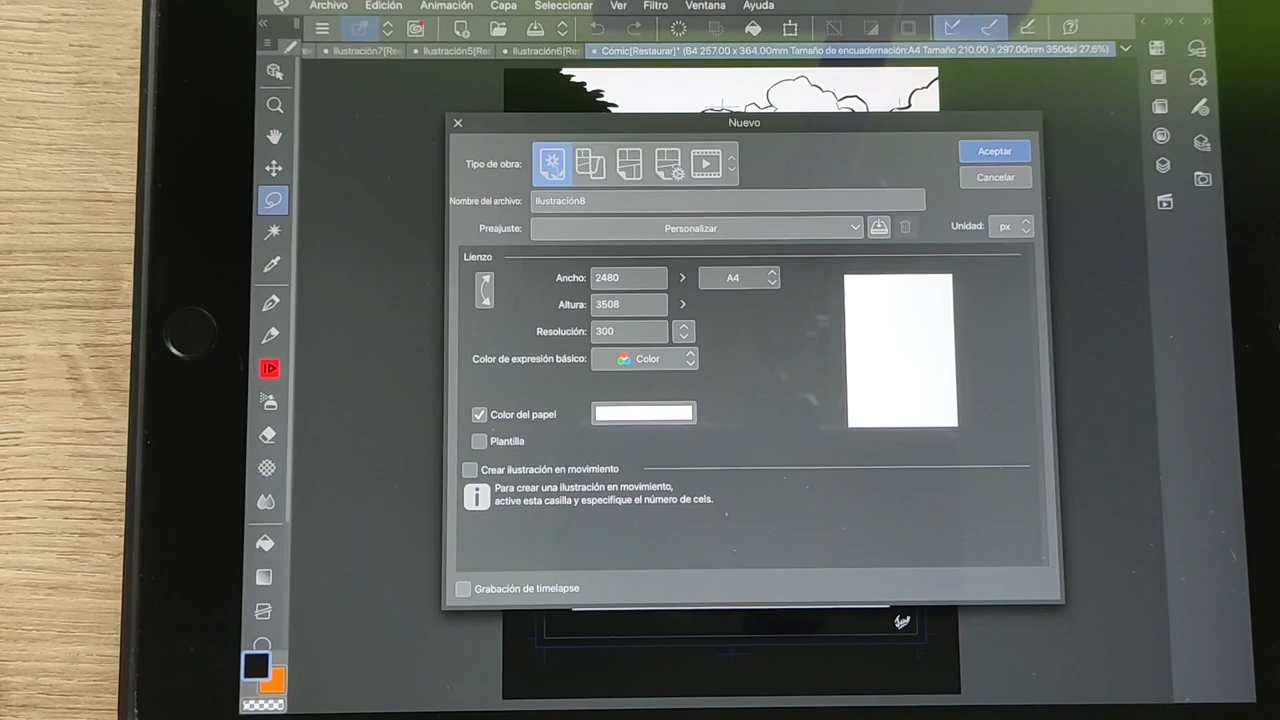 Archivo Edición Animación Capa Seleccionar Ver Filtro Ventana Ayuda
Ilustración7[Res Ilustración5[Re Ilustración6[Re Cómic[Restaurar]* (B4 257.00 x 364.00mm Tamaño de encuadernación:A4 Tamaño 210.00 x 297.00mm 350dpi 27.6%)
Nuevo
Tipo de obra:
Aceptar
Cancelar
Nombre del archivo: Ilustración8
Preajuste: Personalizar
Unidad: px
Lienzo
Ancho: 2480 > A4
Altura: 3508 >
Resolución: 300
Color de expresión básico: Color
Color del papel
Plantilla
Crear ilustración en movimiento
Para crear una ilustración en movimiento,
active esta casilla y especifique el número de cels.
Grabación de timelapse